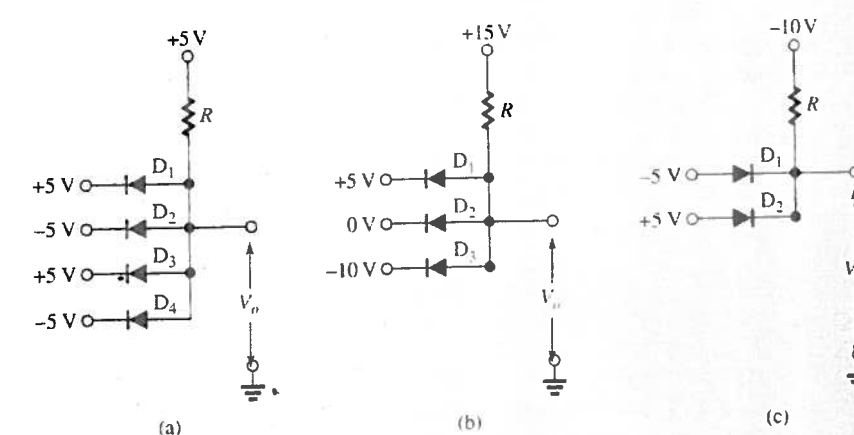 +5 V
R
+5 V D1
−5 V D2
+5 V D3
−5 V D4
Vo
(a)
+15 V
R
+5 V D1
0 V D2
−10 V D3
Vo
(b)
−10 V
R
−5 V D1
+5 V D2
V
(c)